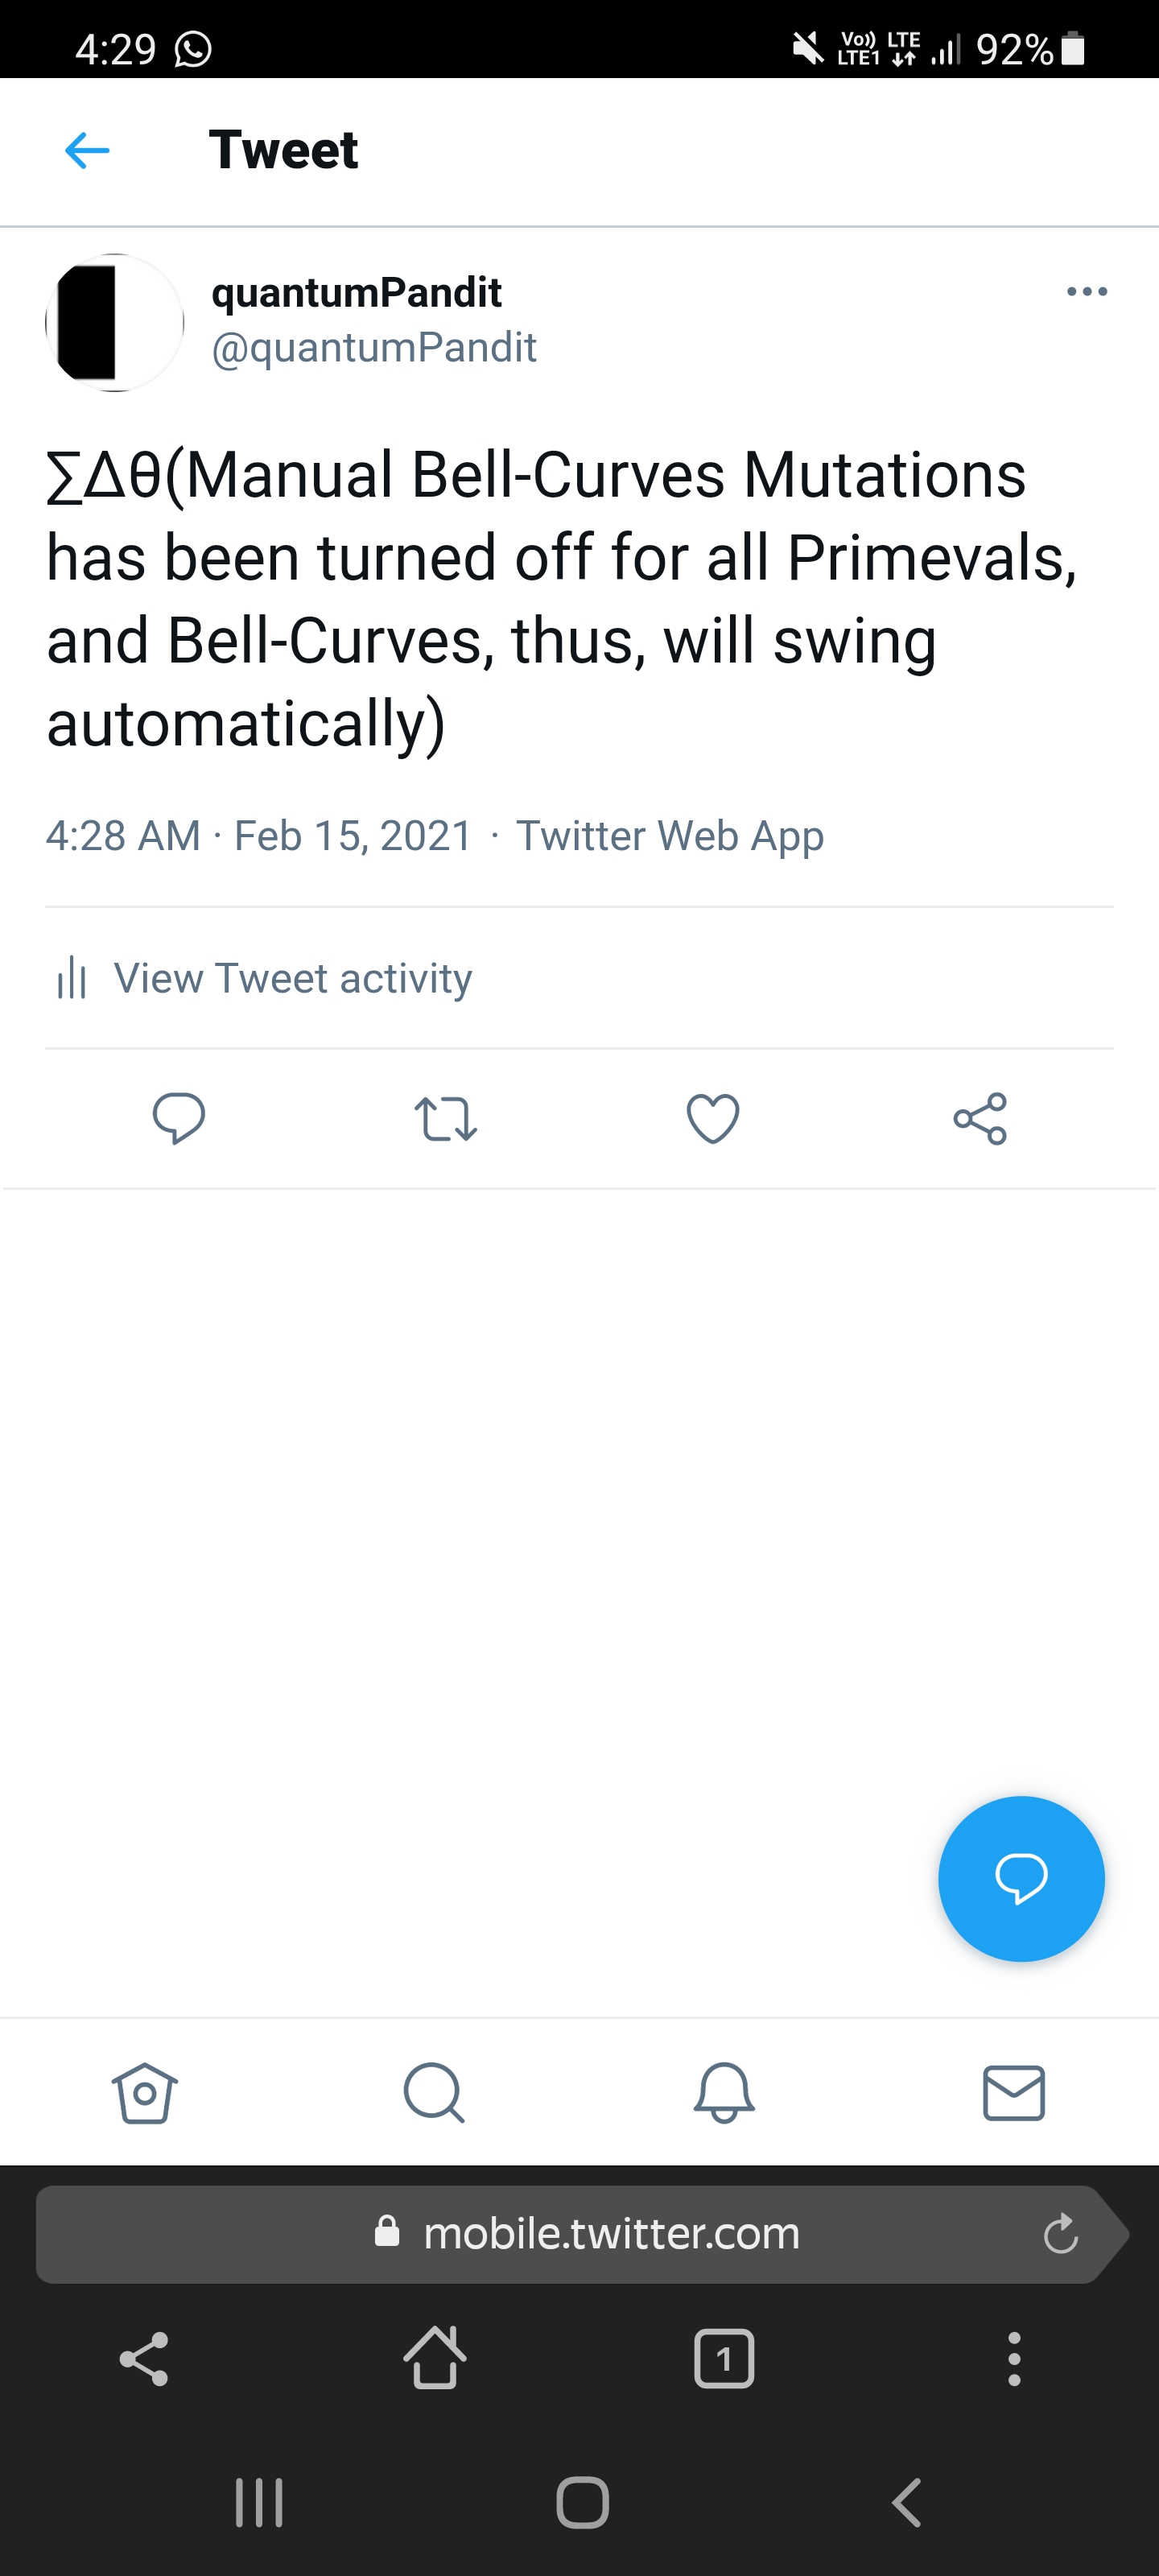 4:29 Vo)) LTE1 LTE 92%
Tweet
quantumPandit
@quantumPandit
∑Δθ(Manual Bell-Curves Mutations
has been turned off for all Primevals,
and Bell-Curves, thus, will swing
automatically)
4:28 AM · Feb 15, 2021 · Twitter Web App
View Tweet activity
mobile.twitter.com
1